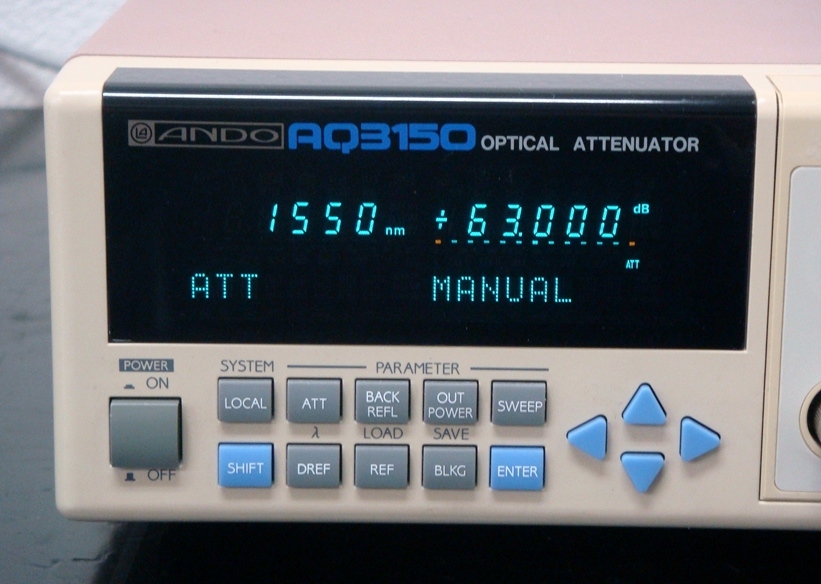 ANDO AQ3150 OPTICAL ATTENUATOR
1550 nm +63.000 dB
ATT
ATT MANUAL
POWER
ON
OFF
SYSTEM PARAMETER
LOCAL ATT BACK REFL OUT POWER SWEEP
λ LOAD SAVE
SHIFT DREF REF BLKG ENTER